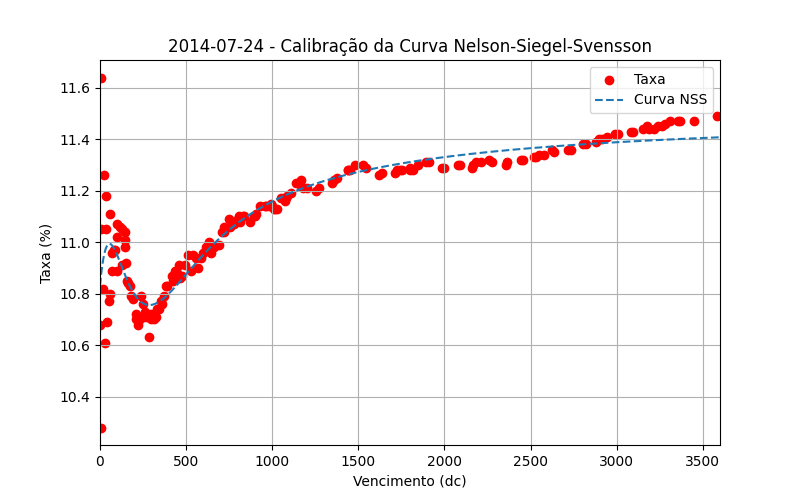 2014-07-24 - Calibração da Curva Nelson-Siegel-Svensson
Taxa
Curva NSS
Taxa (%)
11.6
11.4
11.2
11.0
10.8
10.6
10.4
0 500 1000 1500 2000 2500 3000 3500
Vencimento (dc)